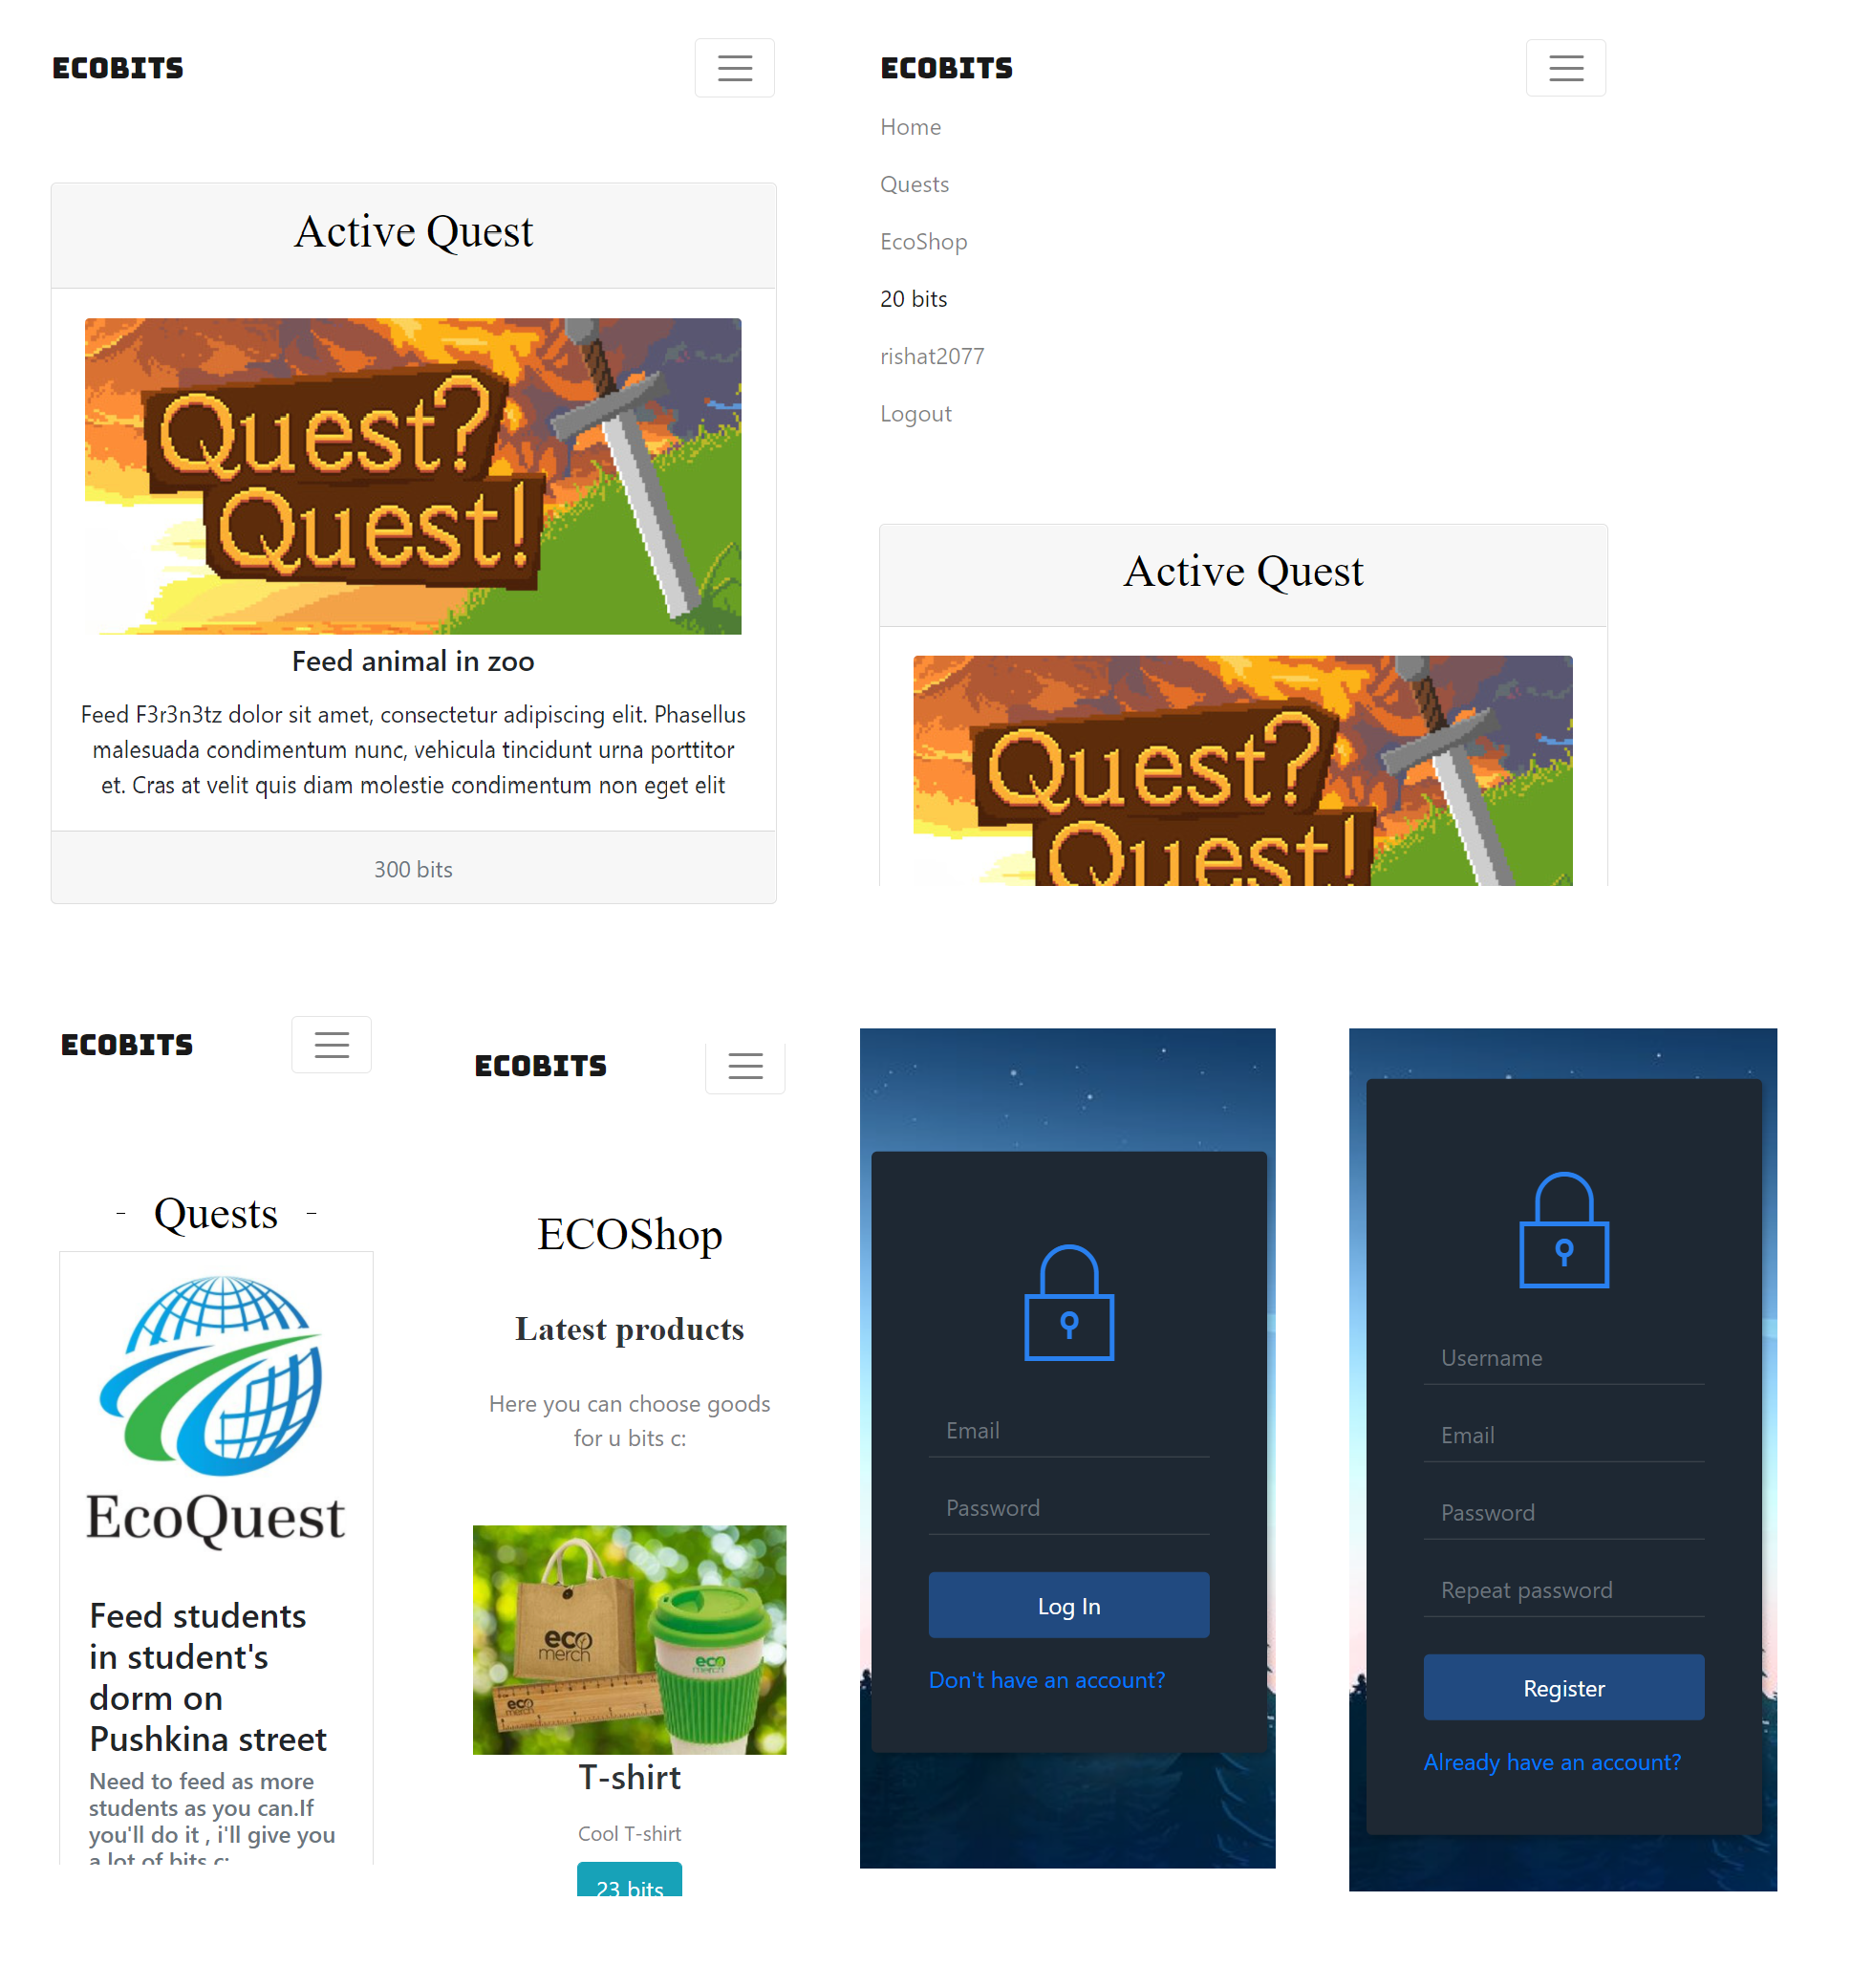 ECOBITS
Active Quest
Quest?
Quest!
Feed animal in zoo
Feed F3r3n3tz dolor sit amet, consectetur adipiscing elit. Phasellus
malesuada condimentum nunc, vehicula tincidunt urna porttitor
et. Cras at velit quis diam molestie condimentum non eget elit
300 bits
ECOBITS
Home
Quests
EcoShop
20 bits
rishat2077
Logout
Active Quest
Quest?
Quest!
ECOBITS
- Quests -
EcoQuest
Feed students
in student's
dorm on
Pushkina street
Need to feed as more
students as you can.If
you'll do it , i'll give you
a lot of bits c:
ECOBITS
ECOShop
Latest products
Here you can choose goods
for u bits c:
eco
merch
eco
merch
eco
merch
T-shirt
Cool T-shirt
23 bits
Email
Password
Log In
Don't have an account?
Username
Email
Password
Repeat password
Register
Already have an account?